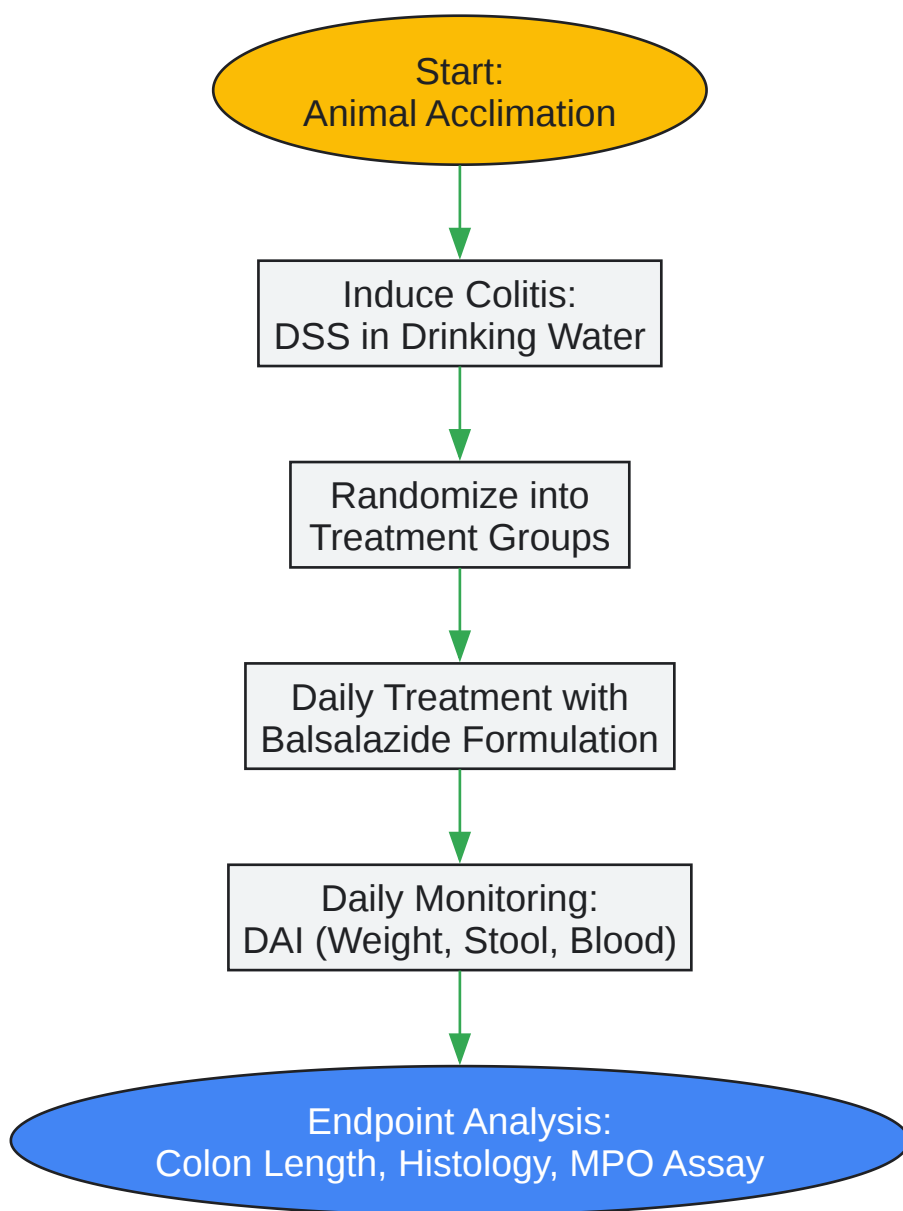 Start:
Animal Acclimation
Induce Colitis:
DSS in Drinking Water
Randomize into
Treatment Groups
Daily Treatment with
Balsalazide Formulation
Daily Monitoring:
DAI (Weight, Stool, Blood)
Endpoint Analysis:
Colon Length, Histology, MPO Assay